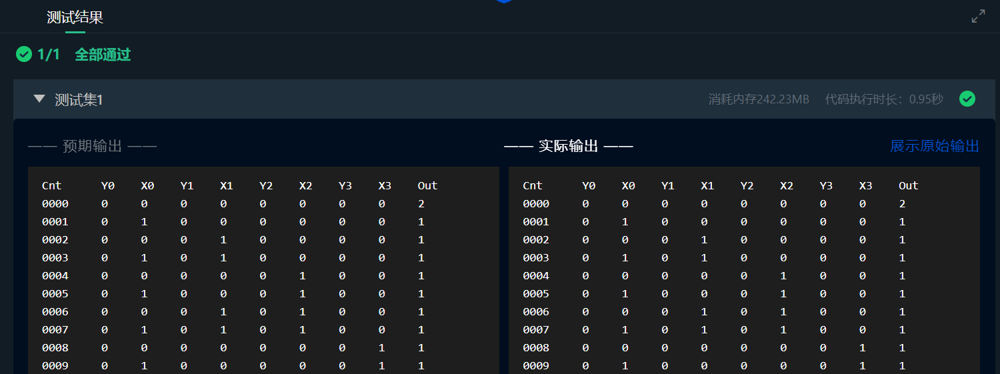 测试结果
1/1 全部通过
测试集1 消耗内存242.23MB 代码执行时长：0.95秒
—— 预期输出 —— —— 实际输出 —— 展示原始输出
Cnt Y0 X0 Y1 X1 Y2 X2 Y3 X3 Out Cnt Y0 X0 Y1 X1 Y2 X2 Y3 X3 Out
0000 0 0 0 0 0 0 0 0 2 0000 0 0 0 0 0 0 0 0 2
0001 0 1 0 0 0 0 0 0 1 0001 0 1 0 0 0 0 0 0 1
0002 0 0 0 1 0 0 0 0 1 0002 0 0 0 1 0 0 0 0 1
0003 0 1 0 1 0 0 0 0 1 0003 0 1 0 1 0 0 0 0 1
0004 0 0 0 0 0 1 0 0 1 0004 0 0 0 0 0 1 0 0 1
0005 0 1 0 0 0 1 0 0 1 0005 0 1 0 0 0 1 0 0 1
0006 0 0 0 1 0 1 0 0 1 0006 0 0 0 1 0 1 0 0 1
0007 0 1 0 1 0 1 0 0 1 0007 0 1 0 1 0 1 0 0 1
0008 0 0 0 0 0 0 0 1 1 0008 0 0 0 0 0 0 0 1 1
0009 0 1 0 0 0 0 0 1 1 0009 0 1 0 0 0 0 0 1 1